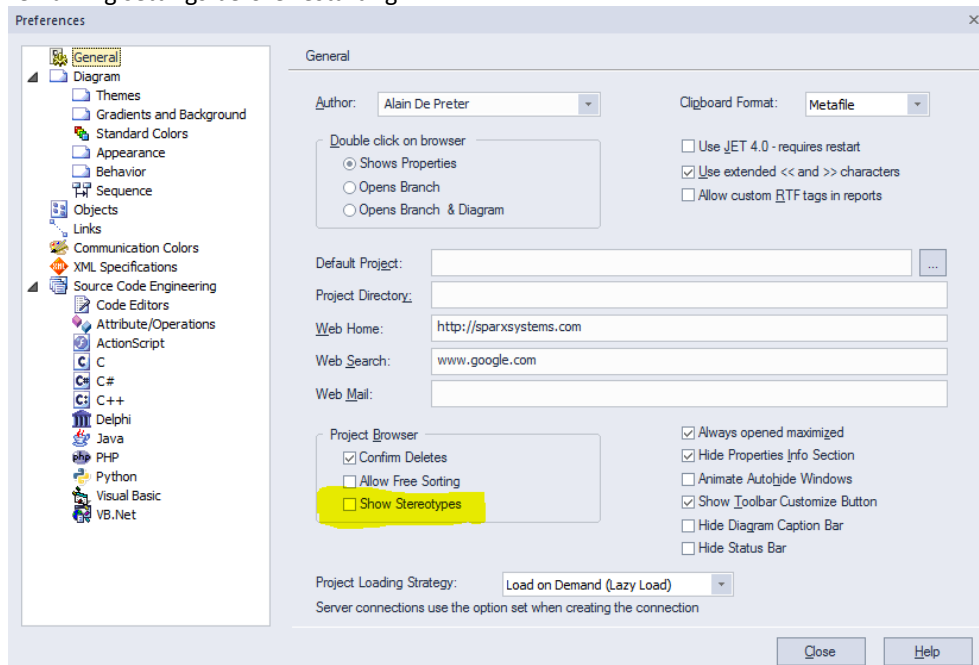 Preferences
General
Diagram
Themes
Gradients and Background
Standard Colors
Appearance
Behavior
Sequence
Objects
Links
Communication Colors
XML Specifications
Source Code Engineering
Code Editors
Attribute/Operations
ActionScript
C
C#
C++
Delphi
Java
PHP
Python
Visual Basic
VB.Net
General
Author: Alain De Preter
Clipboard Format: Metafile
Double click on browser
Shows Properties
Opens Branch
Opens Branch & Diagram
Use JET 4.0 - requires restart
Use extended << and >> characters
Allow custom RTF tags in reports
Default Project: ...
Project Directory:
Web Home: http://sparxsystems.com
Web Search: www.google.com
Web Mail:
Project Browser
Confirm Deletes
Allow Free Sorting
Show Stereotypes
Always opened maximized
Hide Properties Info Section
Animate Autohide Windows
Show Toolbar Customize Button
Hide Diagram Caption Bar
Hide Status Bar
Project Loading Strategy: Load on Demand (Lazy Load)
Server connections use the option set when creating the connection
Close Help